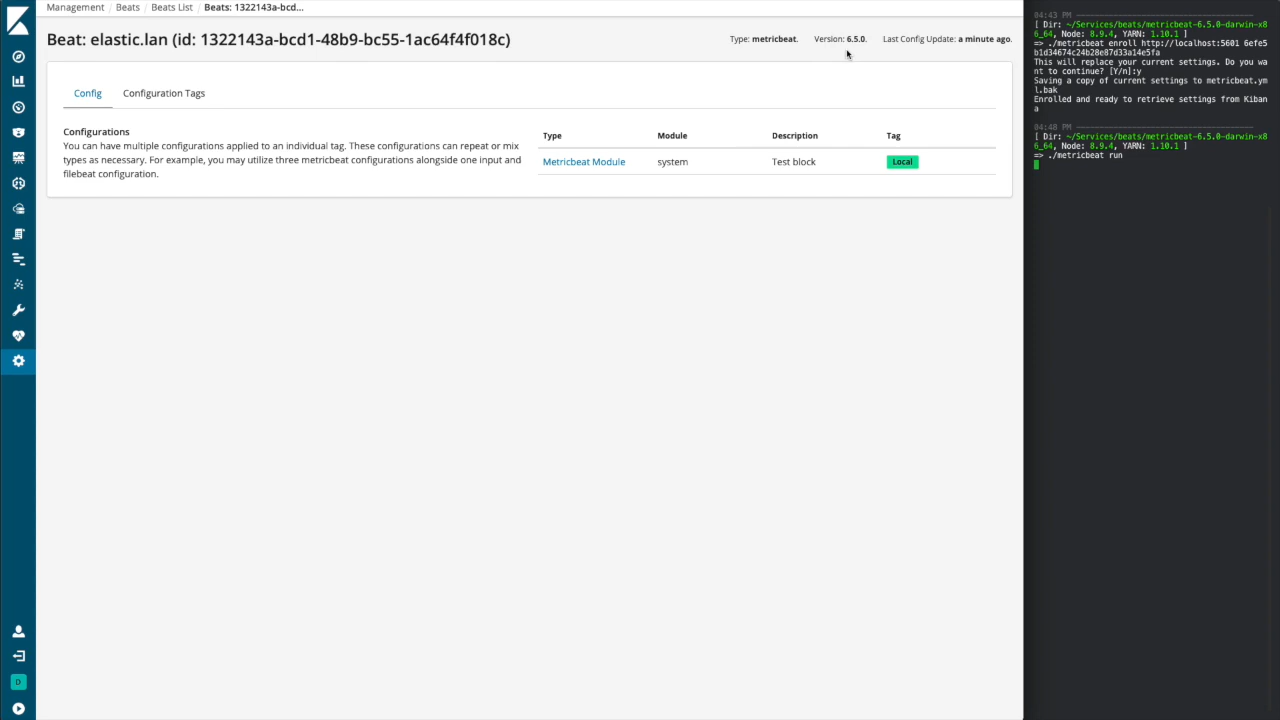 Management / Beats / Beats List / Beats: 1322143a-bcd...
Beat: elastic.lan (id: 1322143a-bcd1-48b9-bc55-1ac64f4f018c)
Type: metricbeat. Version: 6.5.0. Last Config Update: a minute ago.
Config Configuration Tags
Configurations
You can have multiple configurations applied to an individual tag. These configurations can repeat or mix
types as necessary. For example, you may utilize three metricbeat configurations alongside one input and
filebeat configuration.
Type Module Description Tag
Metricbeat Module system Test block Local
D
04:43 PM
[ Dir: ~/Services/beats/metricbeat-6.5.0-darwin-x8
6_64, Node: 8.9.4, YARN: 1.10.1 ]
=> ./metricbeat enroll http://localhost:5601 6efe5
b1d34674c24b28e87d33a14e5fa
This will replace your current settings. Do you wa
nt to continue? [Y/n]:y
Saving a copy of current settings to metricbeat.ym
l.bak
Enrolled and ready to retrieve settings from Kiban
a
04:48 PM
[ Dir: ~/Services/beats/metricbeat-6.5.0-darwin-x8
6_64, Node: 8.9.4, YARN: 1.10.1 ]
=> ./metricbeat run